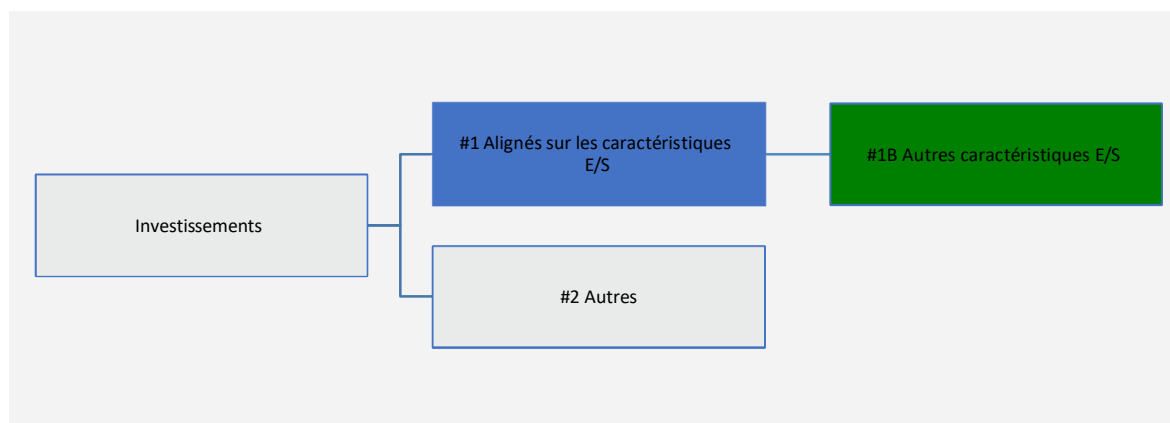 Investissements
#1 Alignés sur les caractéristiques
E/S
#1B Autres caractéristiques E/S
#2 Autres